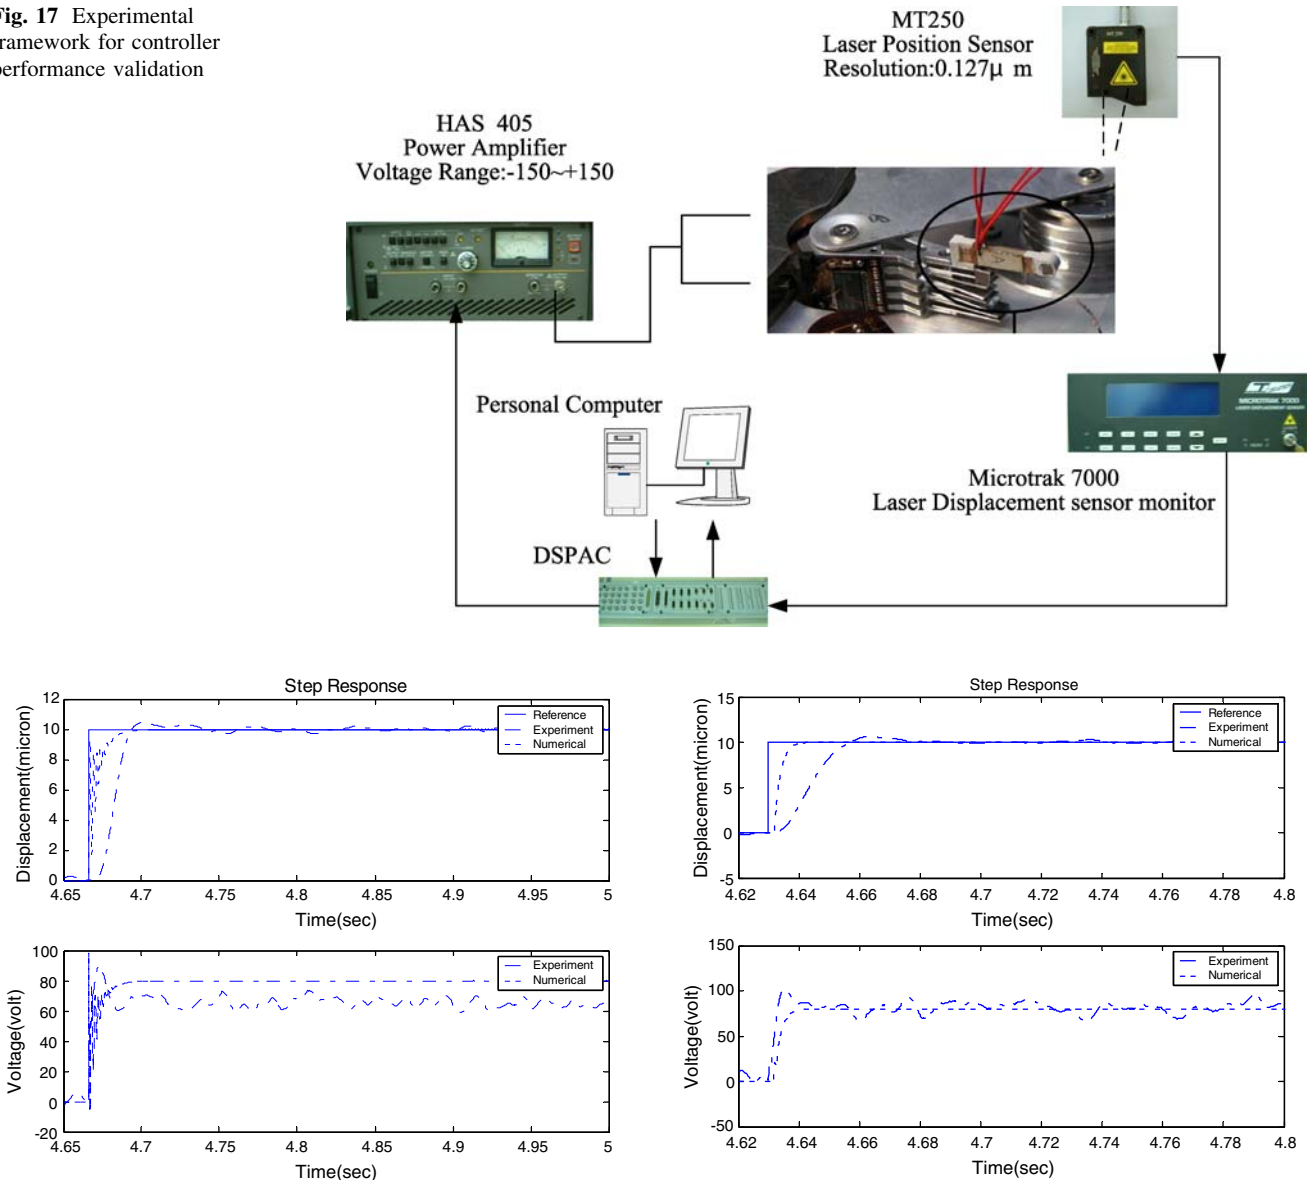 Fig. 17 Experimental
framework for controller
performance validation
MT250
Laser Position Sensor
Resolution:0.127μ m
MT 250
HAS 405
Power Amplifier
Voltage Range:-150~+150
MICROTRAK 7000
LASER DISPLACEMENT SENSOR
Personal Computer
Microtrak 7000
Laser Displacement sensor monitor
DSPAC
Step Response
12
10
8
6
4
2
0
Displacement(micron)
Reference
Experiment
Numerical
4.65 4.7 4.75 4.8 4.85 4.9 4.95 5
Time(sec)
Step Response
15
10
5
0
-5
Displacement(micron)
Reference
Experiment
Numerical
4.62 4.64 4.66 4.68 4.7 4.72 4.74 4.76 4.78 4.8
Time(sec)
100
80
60
40
20
0
-20
Voltage(volt)
Experiment
Numerical
4.65 4.7 4.75 4.8 4.85 4.9 4.95 5
Time(sec)
150
100
50
0
-50
Voltage(volt)
Experiment
Numerical
4.62 4.64 4.66 4.68 4.7 4.72 4.74 4.76 4.78 4.8
Time(sec)